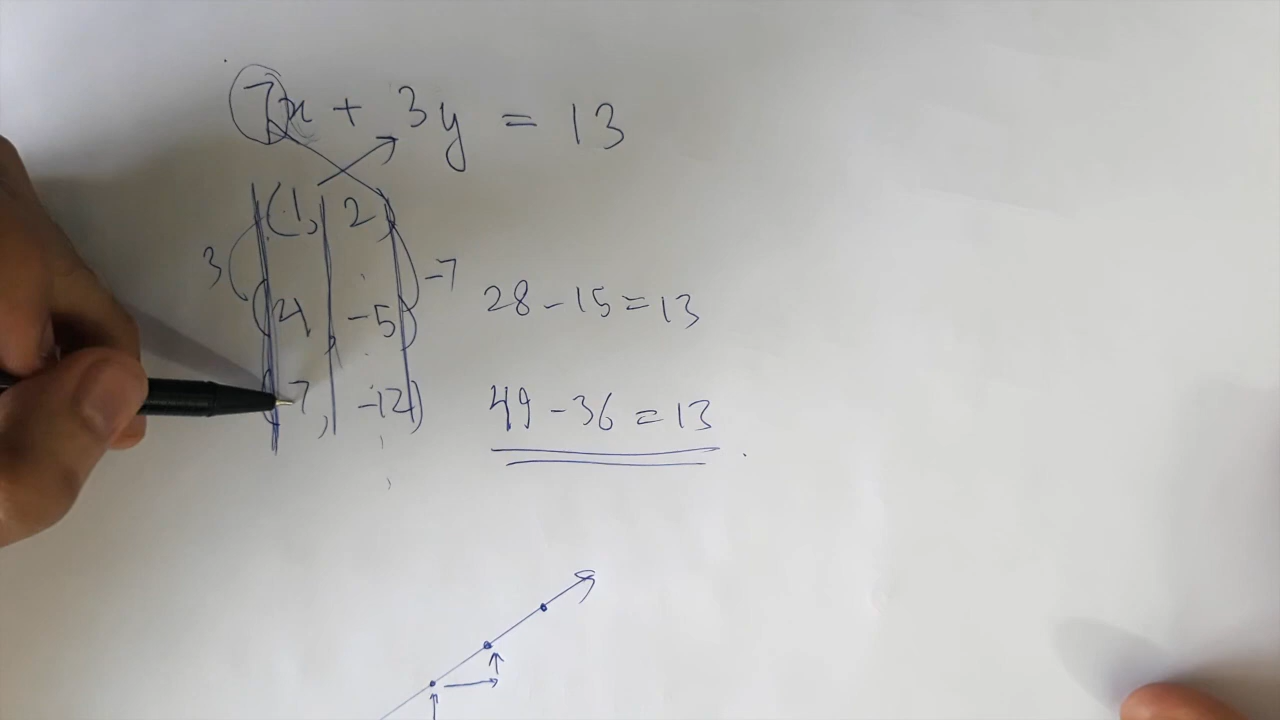 7x + 3y = 13
(1, 2)
3
-7
(4, -5) 28 - 15 = 13
(7, -12) 49 - 36 = 13